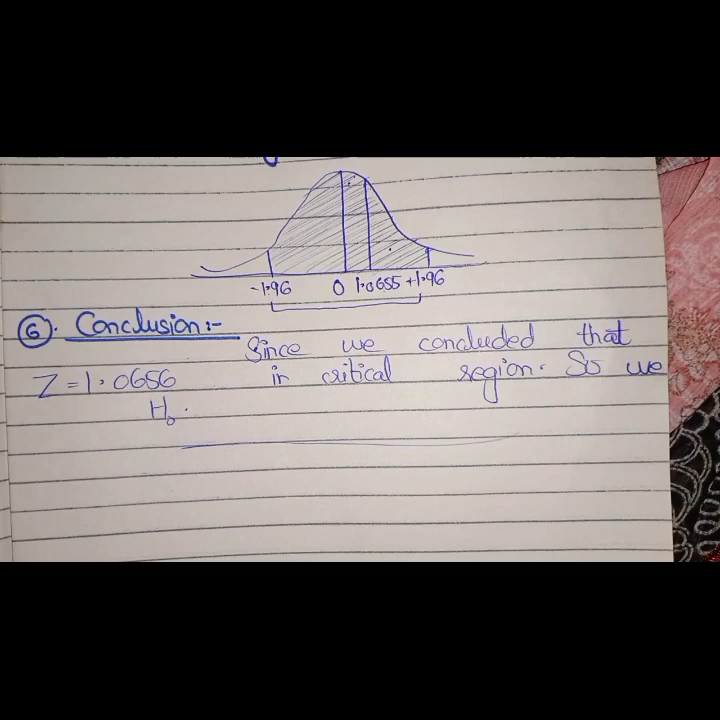 -1.96 0 1.0655 +1.96
6. Conclusion:-
Since we concluded that
Z = 1.0656 in critical region. So we
H₀.